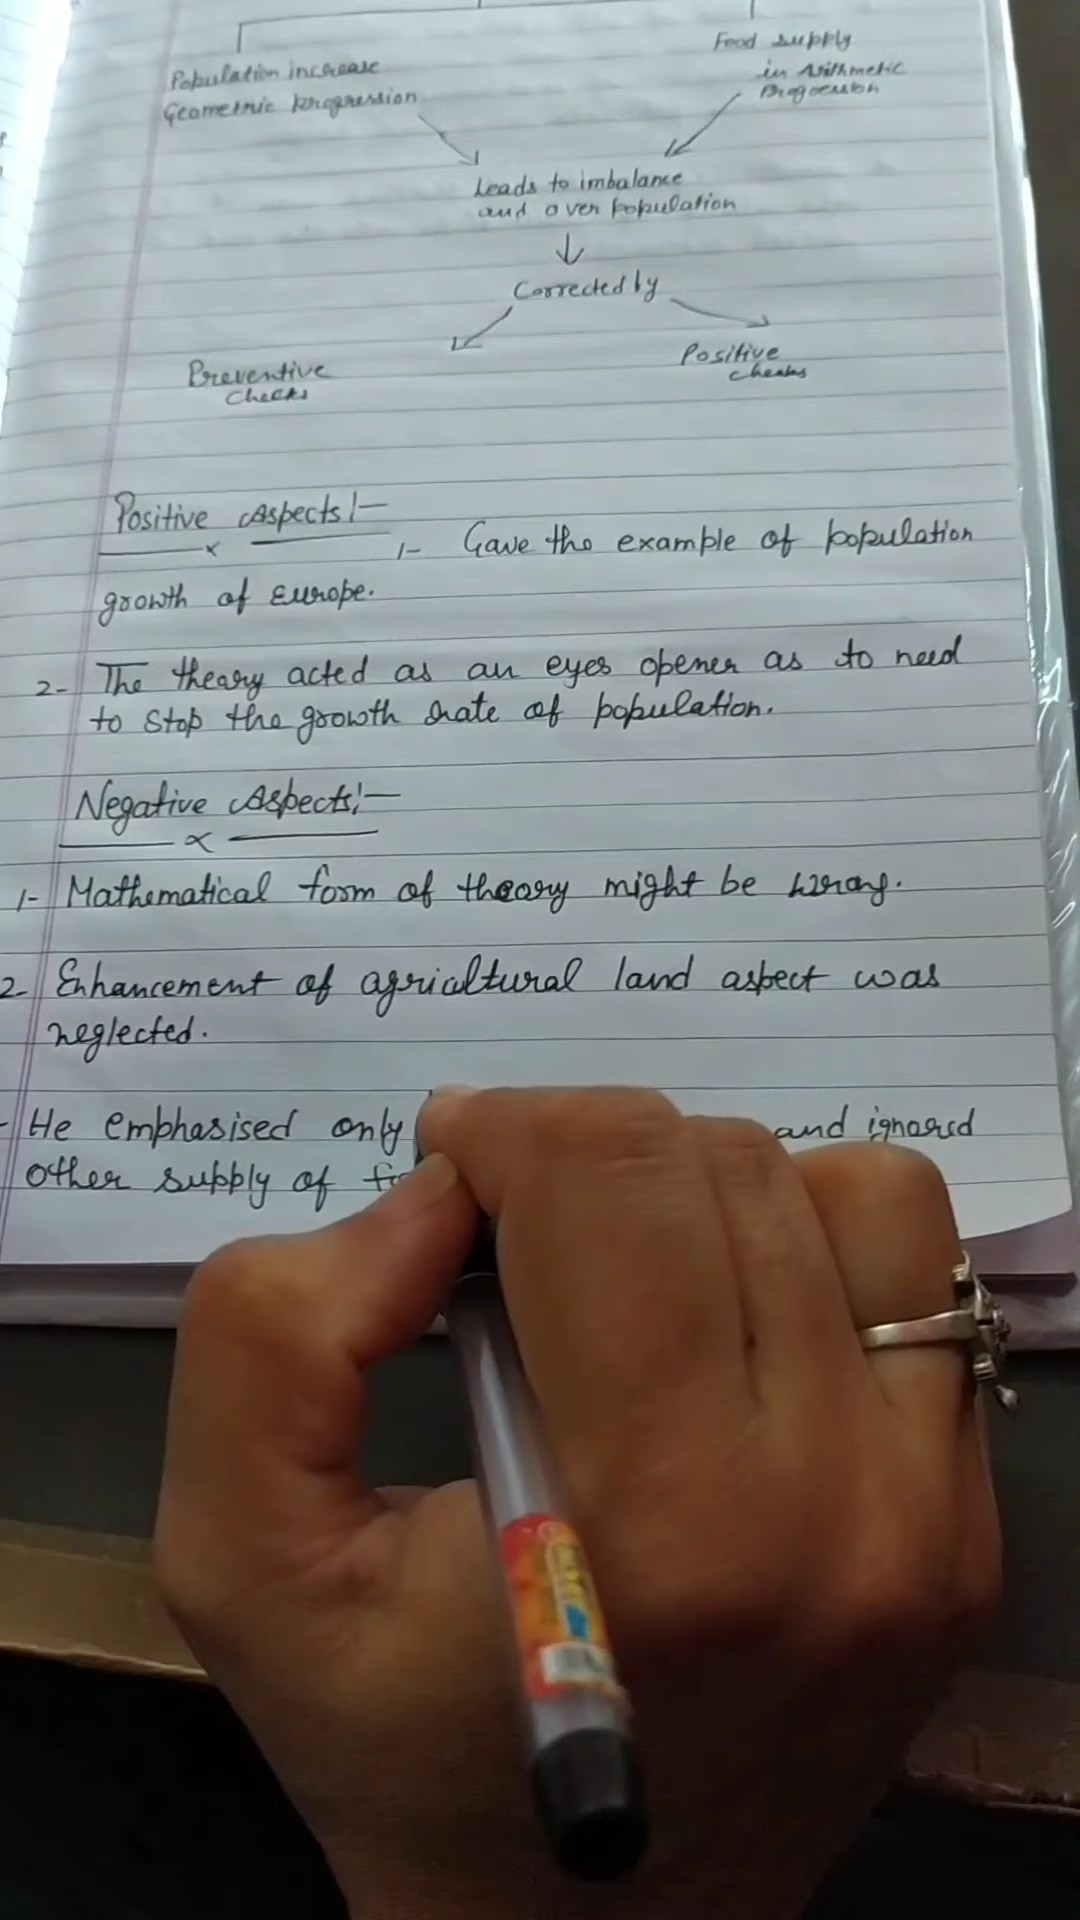 Population increase
Geometric progression
Food supply
in Arithmetic
Progression
Leads to imbalance
and over population
Corrected by
Preventive
Checks
Positive
checks
Positive Aspects:-
1- Gave the example of population
growth of Europe.
2- The theory acted as an eyes opener as to need
to stop the growth rate of population.
Negative Aspects:-
1- Mathematical form of theory might be wrong.
2- Enhancement of agricultural land aspect was
neglected.
- He emphasised only and ignored
other supply of